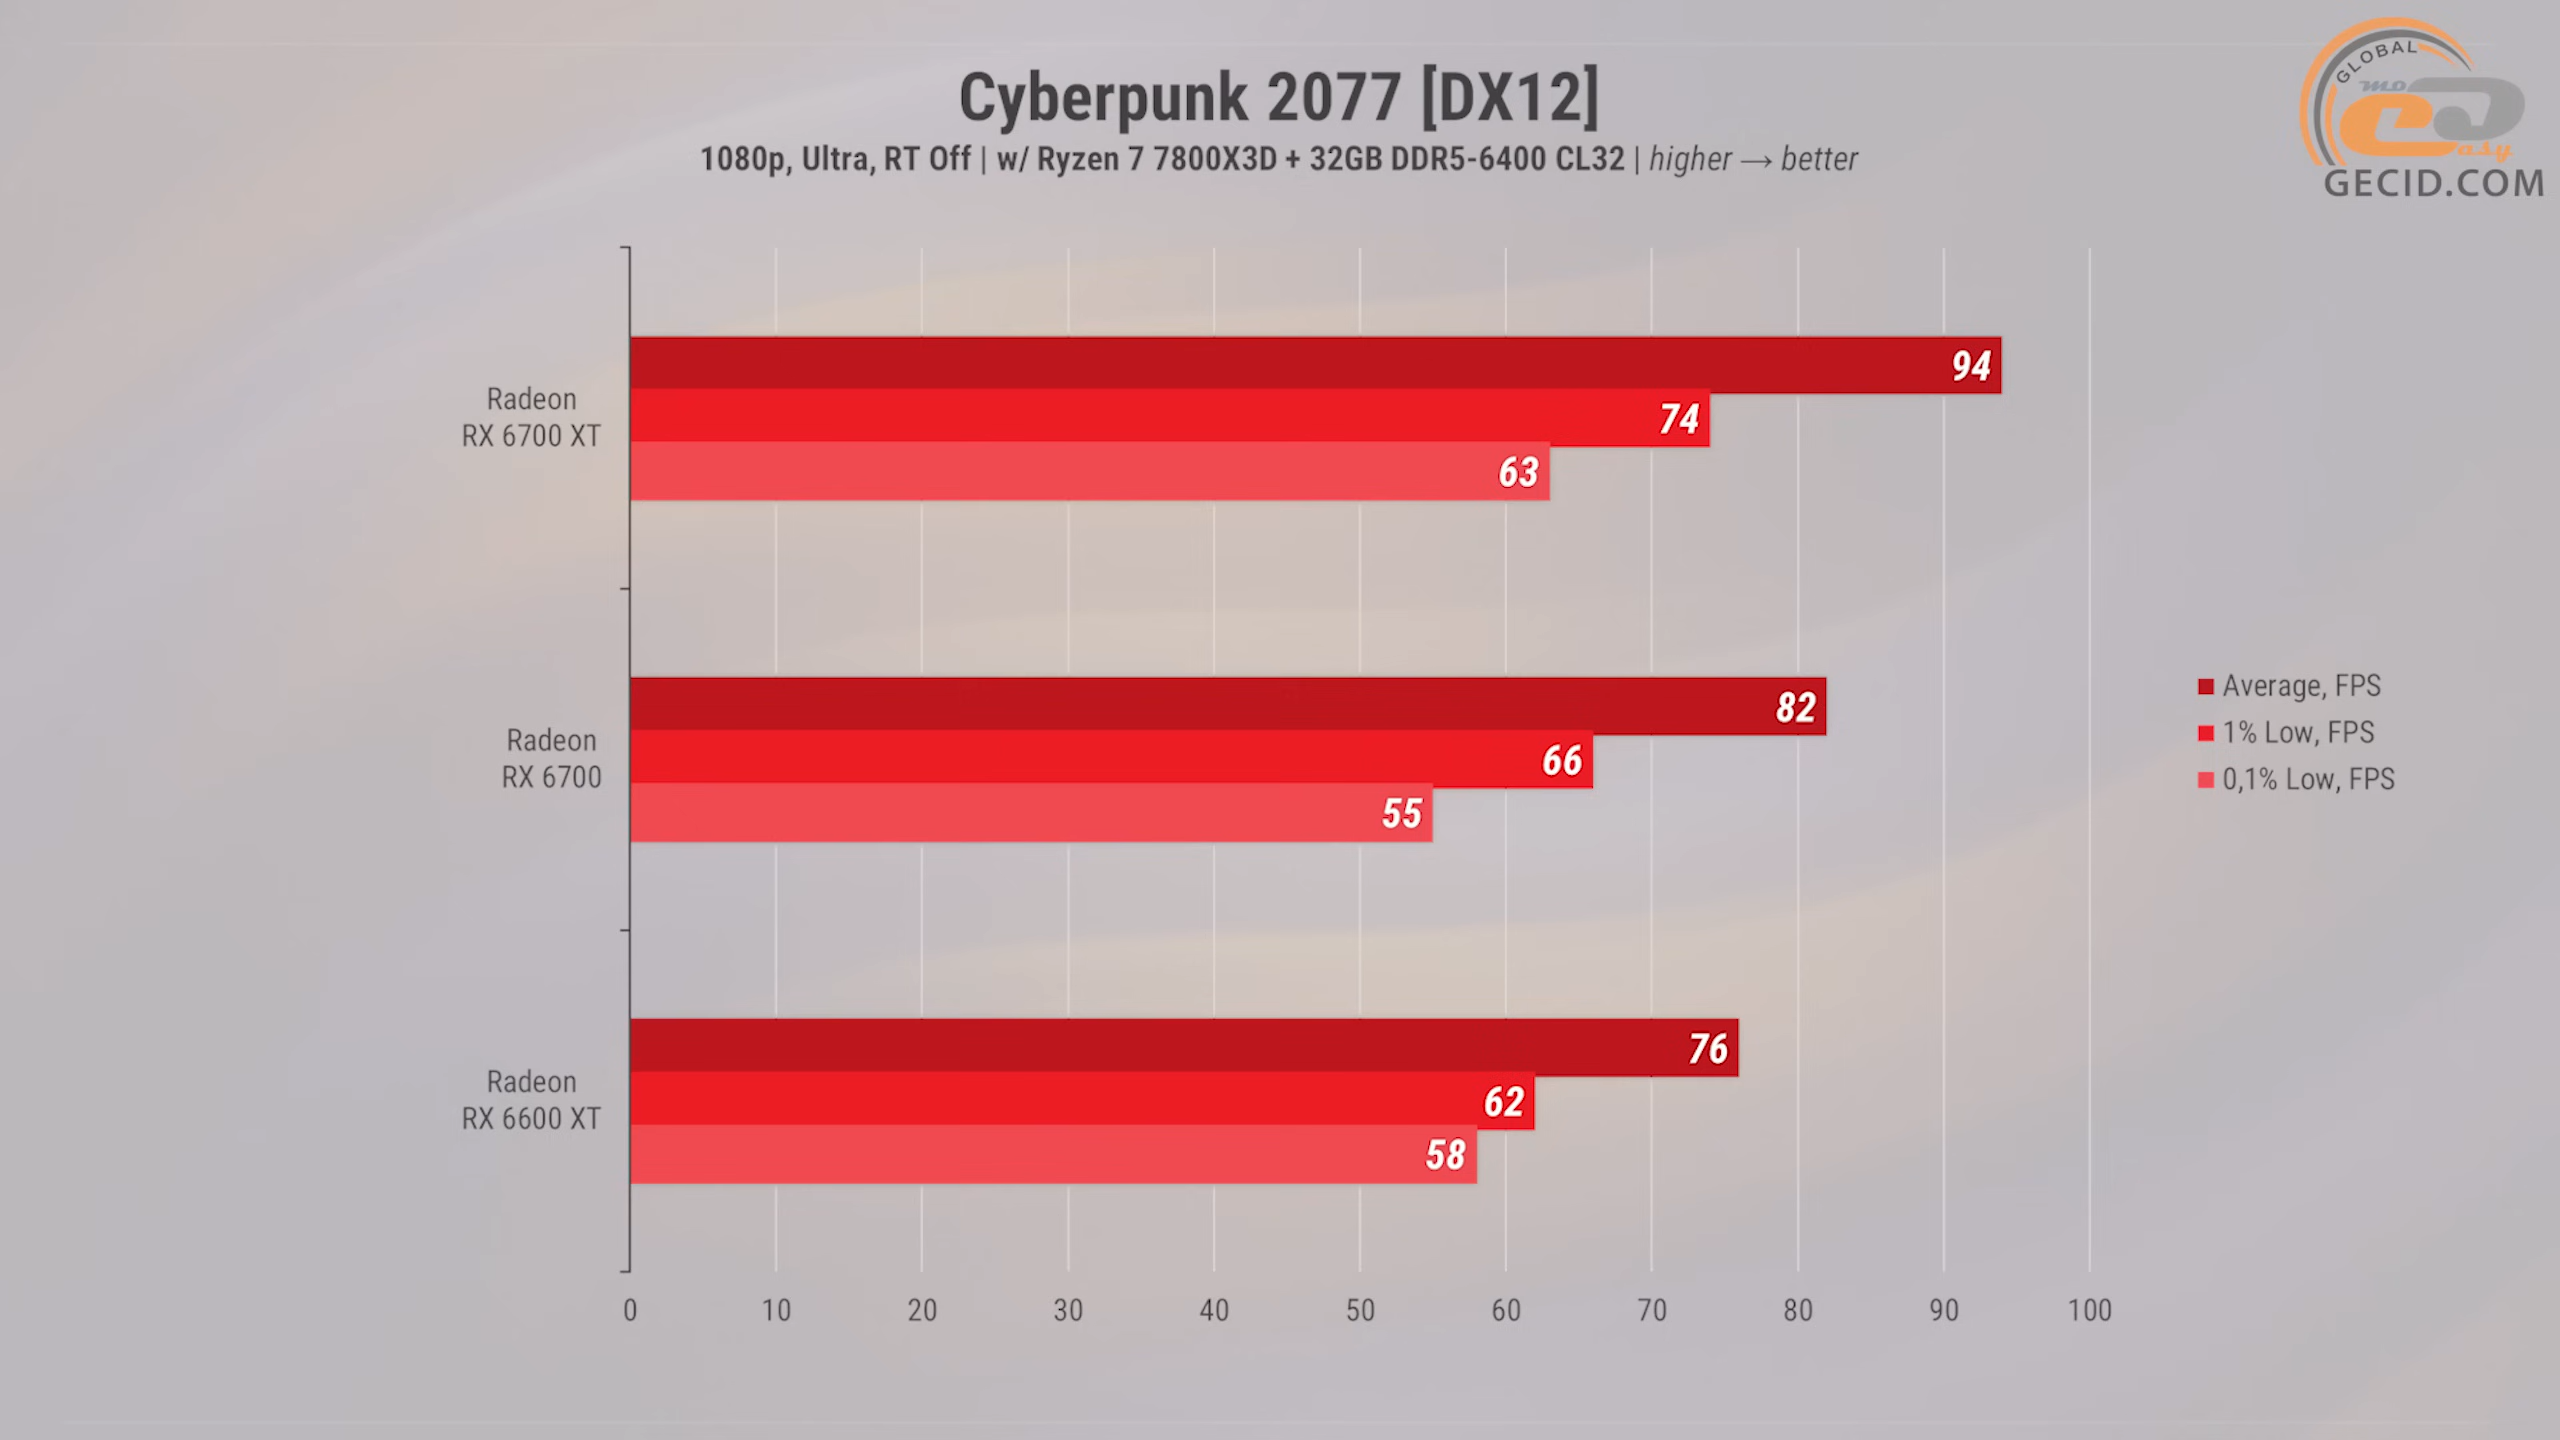 Cyberpunk 2077 [DX12]
1080p, Ultra, RT Off | w/ Ryzen 7 7800X3D + 32GB DDR5-6400 CL32 | higher → better
GLOBAL
easy
GECID.COM
Radeon
RX 6700 XT
94
74
63
Radeon
RX 6700
82
66
55
Radeon
RX 6600 XT
76
62
58
Average, FPS
1% Low, FPS
0,1% Low, FPS
0 10 20 30 40 50 60 70 80 90 100